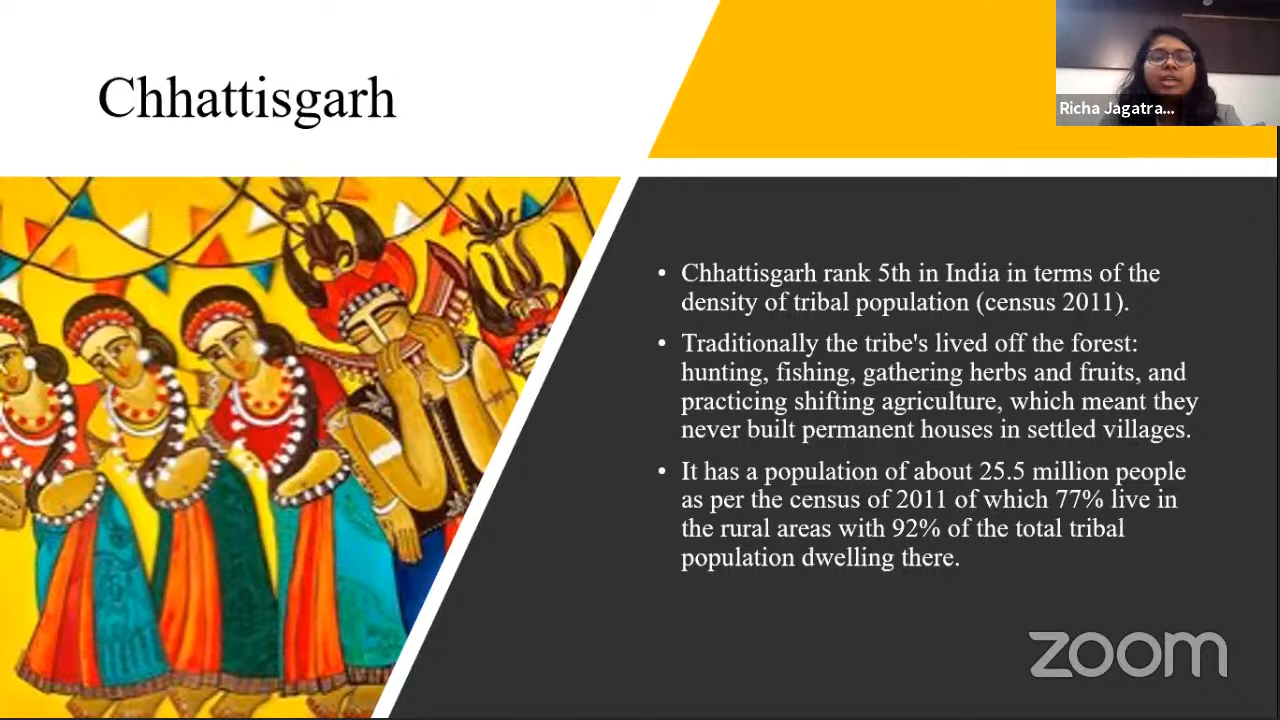 Chhattisgarh
Richa Jagatra...
• Chhattisgarh rank 5th in India in terms of the
density of tribal population (census 2011).
• Traditionally the tribe's lived off the forest:
hunting, fishing, gathering herbs and fruits, and
practicing shifting agriculture, which meant they
never built permanent houses in settled villages.
• It has a population of about 25.5 million people
as per the census of 2011 of which 77% live in
the rural areas with 92% of the total tribal
population dwelling there.
zoom